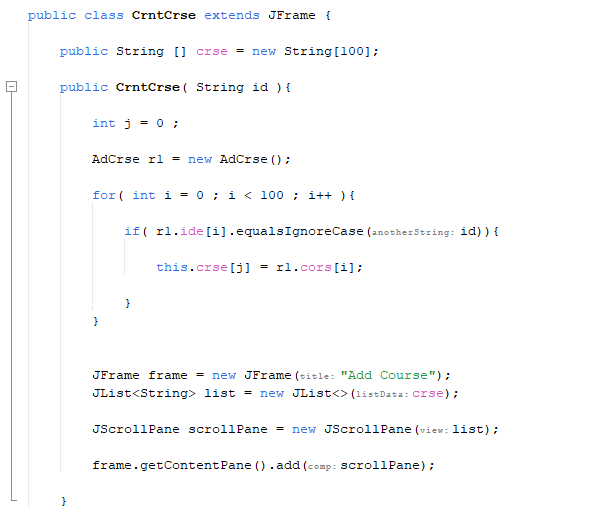 public class CrntCrse extends JFrame {
public String [] crse = new String[100];
public CrntCrse( String id ){
int j = 0 ;
AdCrse rl = new AdCrse();
for( int i = 0 ; i < 100 ; i++ ){
if( rl.ide[i].equalsIgnoreCase(anotherString: id)){
this.crse[j] = rl.cors[i];
}
}
JFrame frame = new JFrame(title: "Add Course");
JList<String> list = new JList<>(listData: crse);
JScrollPane scrollPane = new JScrollPane(view: list);
frame.getContentPane().add(comp: scrollPane);
}